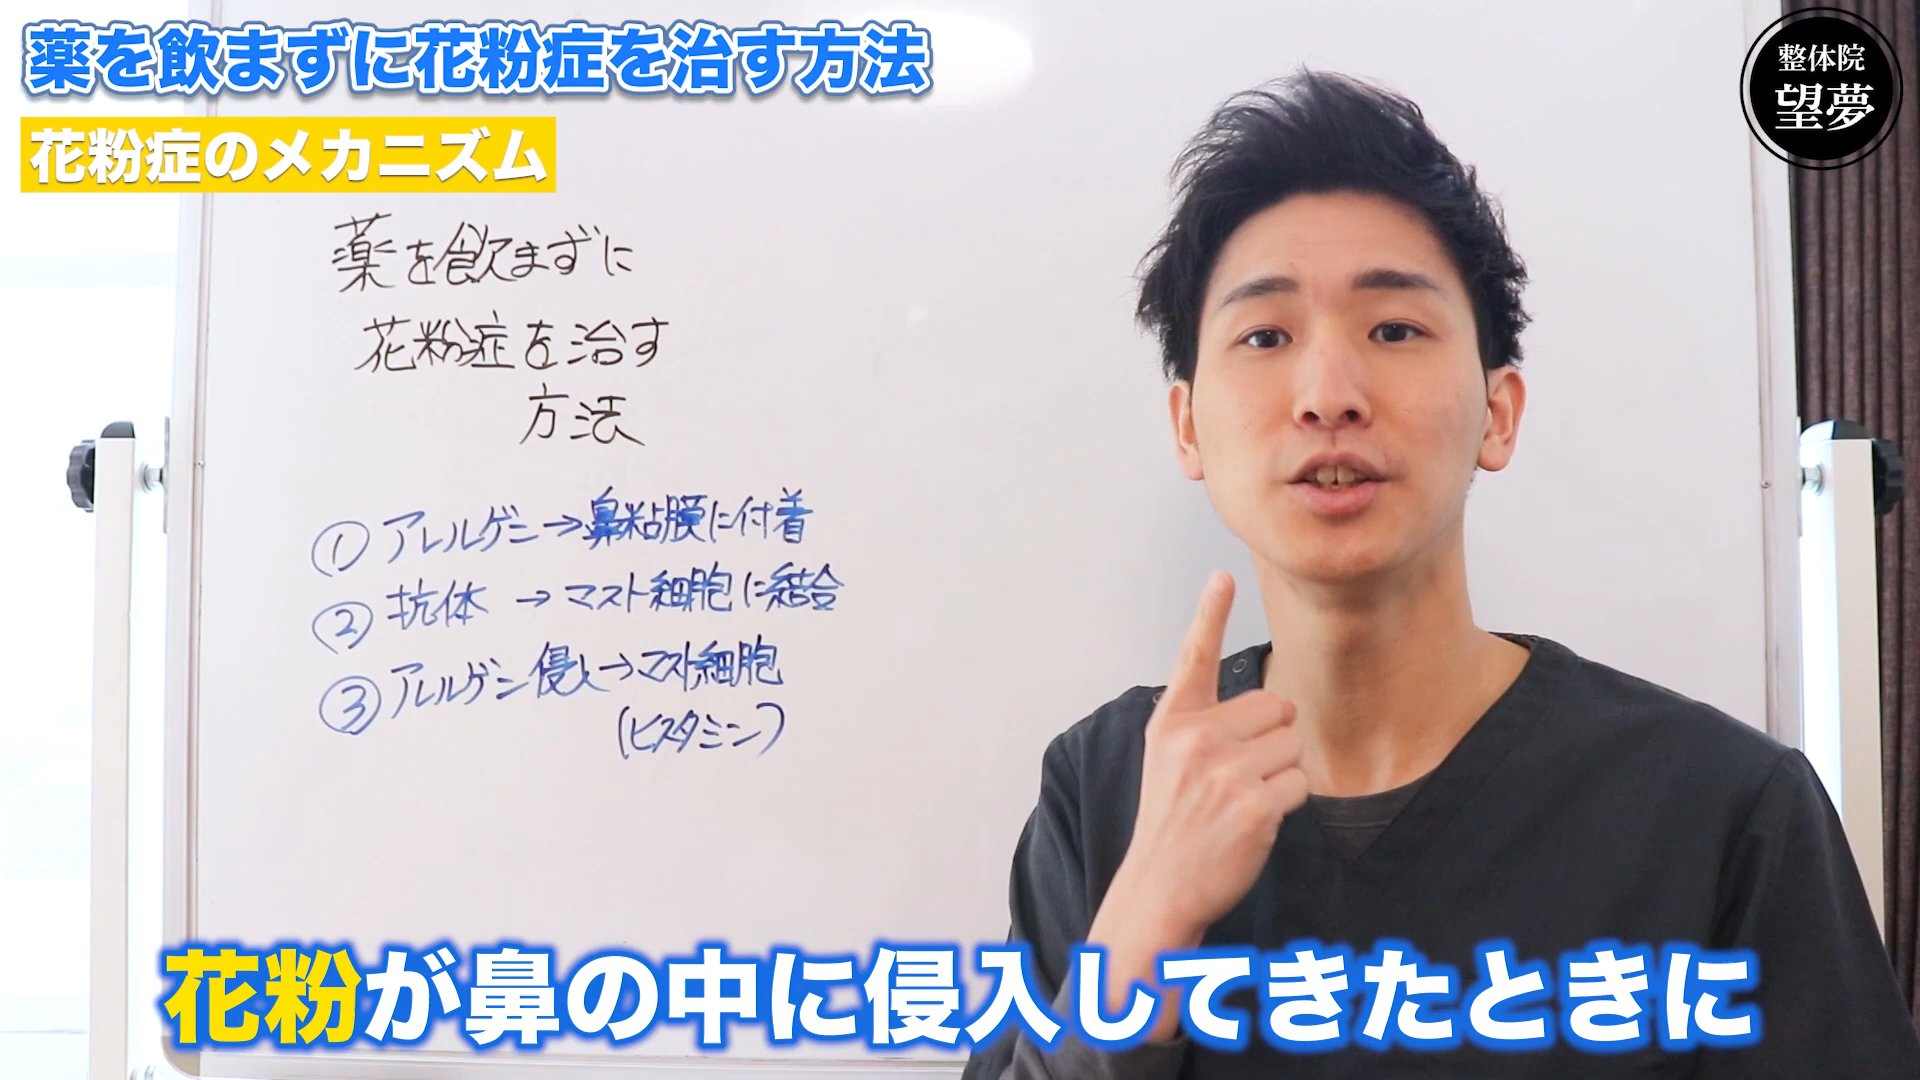 薬を飲まずに花粉症を治す方法
整体院
望夢
花粉症のメカニズム
薬を飲まずに
花粉症を治す
方法
① アレルゲン→鼻粘膜に付着
② 抗体 → マスト細胞に結合
③ アレルゲン侵入→マスト細胞
(ヒスタミン)
花粉が鼻の中に侵入してきたときに